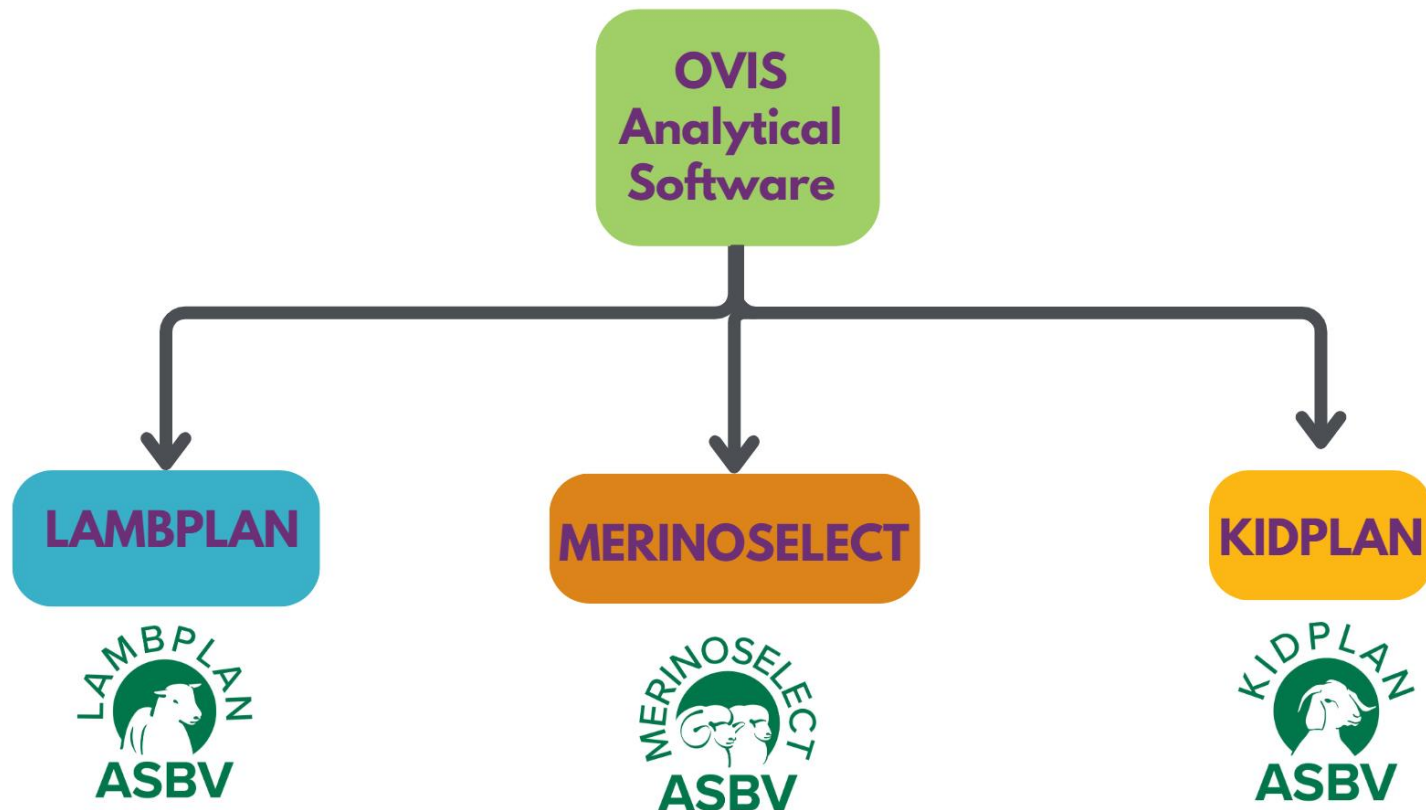 OVIS
Analytical
Software
LAMBPLAN
MERINOSELECT
KIDPLAN
LAMBPLAN
ASBV
MERINOSELECT
ASBV
KIDPLAN
ASBV